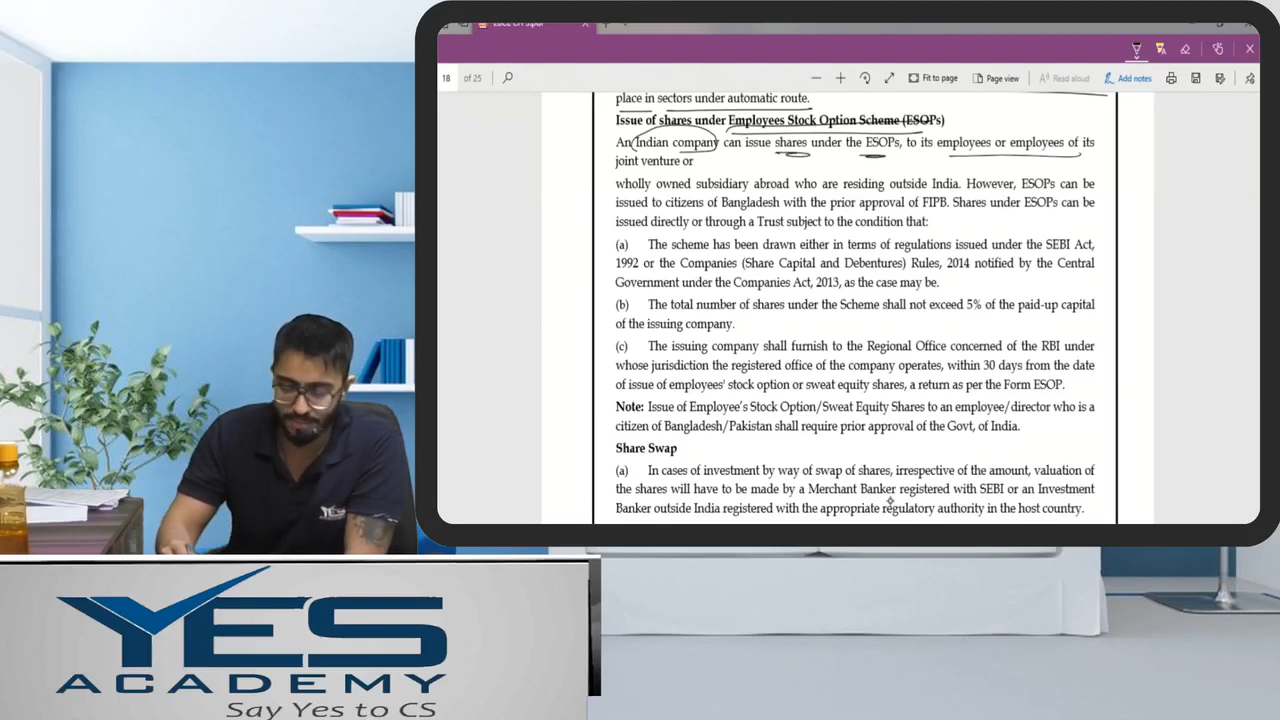 18 of 25
Fit to page
Page view
Read aloud
Add notes
place in sectors under automatic route.
Issue of shares under Employees Stock Option Scheme (ESOPs)
An Indian company can issue shares under the ESOPs, to its employees or employees of its
joint venture or
wholly owned subsidiary abroad who are residing outside India. However, ESOPs can be
issued to citizens of Bangladesh with the prior approval of FIPB. Shares under ESOPs can be
issued directly or through a Trust subject to the condition that:
(a) The scheme has been drawn either in terms of regulations issued under the SEBI Act,
1992 or the Companies (Share Capital and Debentures) Rules, 2014 notified by the Central
Government under the Companies Act, 2013, as the case may be.
(b) The total number of shares under the Scheme shall not exceed 5% of the paid-up capital
of the issuing company.
(c) The issuing company shall furnish to the Regional Office concerned of the RBI under
whose jurisdiction the registered office of the company operates, within 30 days from the date
of issue of employees' stock option or sweat equity shares, a return as per the Form ESOP.
Note: Issue of Employee's Stock Option/Sweat Equity Shares to an employee/director who is a
citizen of Bangladesh/Pakistan shall require prior approval of the Govt, of India.
Share Swap
(a) In cases of investment by way of swap of shares, irrespective of the amount, valuation of
the shares will have to be made by a Merchant Banker registered with SEBI or an Investment
Banker outside India registered with the appropriate regulatory authority in the host country.
YES
YES
ACADEMY
Say Yes to CS